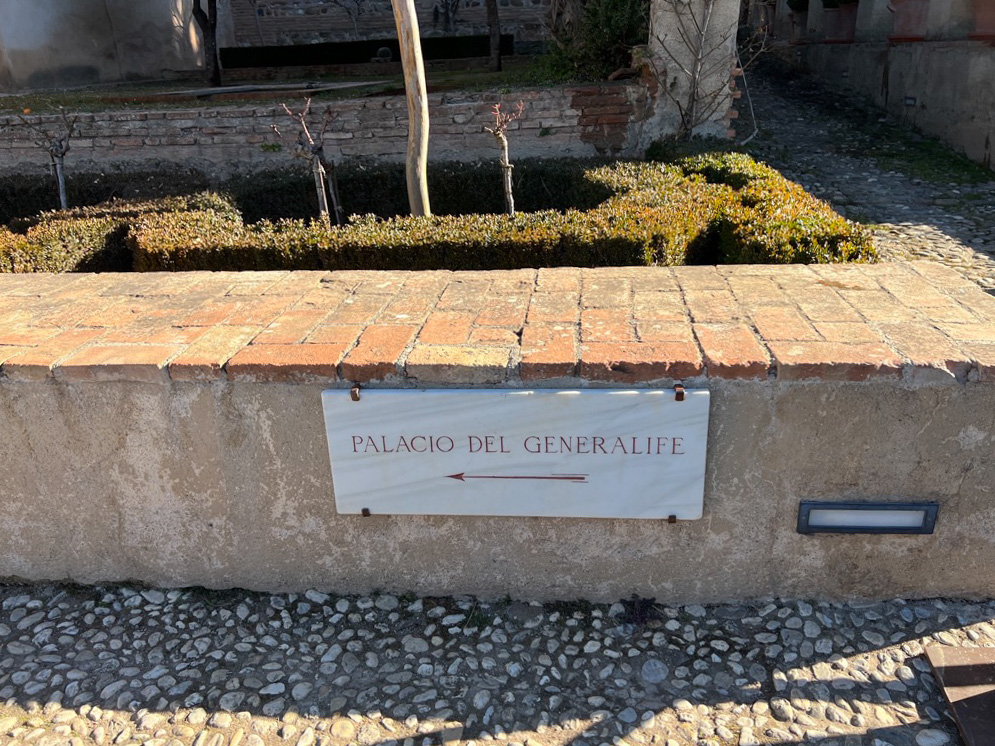 PALACIO DEL GENERALIFE